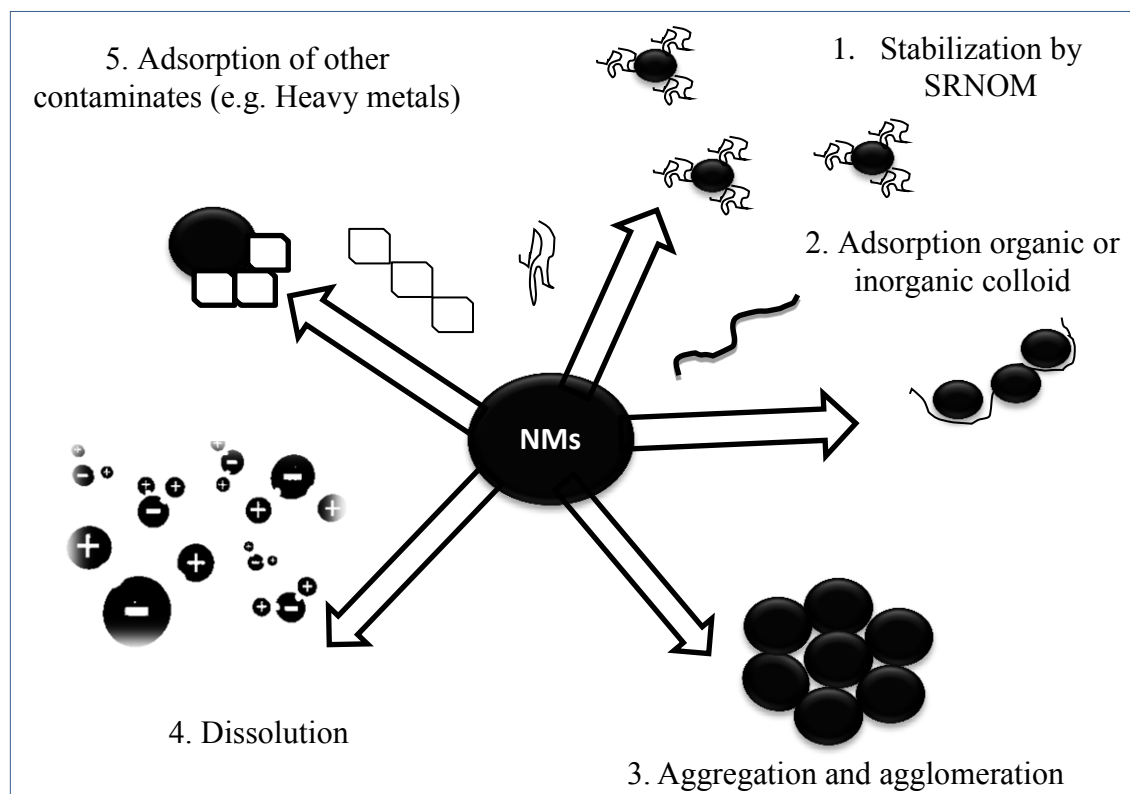 5. Adsorption of other
contaminates (e.g. Heavy metals)
1. Stabilization by
SRNOM
2. Adsorption organic or
inorganic colloid
NMs
4. Dissolution
3. Aggregation and agglomeration